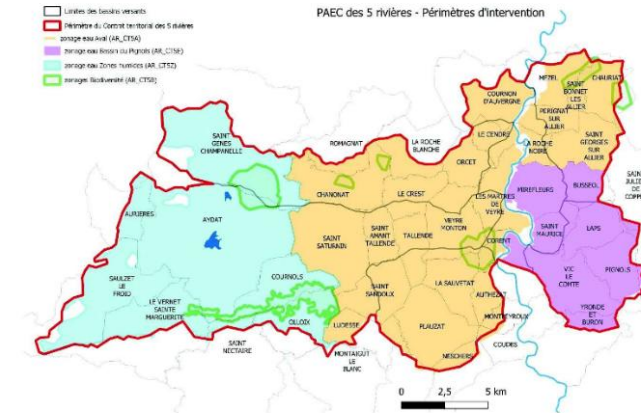 PAEC des 5 rivières - Périmètres d'intervention
Limites des bassins versants
Périmètre du Contrat territorial des 5 rivières
zonage eau Aval (AR_CT5A)
zonage eau Bassin du Pignols (AR_CT5E)
zonage eau Zones humides (AR_CT5Z)
zonages Biodiversité (AR_CT5B)
MEZEL
CHAURIAT
SAINT
BONNET
LES
ALLIER
COURNON
D'AUVERGNE
PERIGNAT
SUR
ALLIER
LE CENDRE
SAINT
GENES
CHAMPANELLE
ROMAGNAT
LA ROCHE
BLANCHE
ORCET
LA ROCHE
NOIRE
SAINT
GEORGES
SUR
ALLIER
SAINT
JULIEN
DE
COPPEL
CHANONAT
LE CREST
LES MARTRES
DE
VEYRE
MIREFLEURS
BUSSEOL
AURIERES
AYDAT
SAINT
SATURNIN
SAINT
AMANT
TALLENDE
TALLENDE
VEYRE
MONTON
CORENT
SAINT
MAURICE
LAPS
SAULZET
LE
FROID
COURNOLS
SAINT
SANDOUX
LA SAUVETAT
AUTHEZAT
VIC
LE
COMTE
PIGNOLS
LE VERNET
SAINTE
MARGUERITE
OLLOIX
LUDESSE
PLAUZAT
MONTPEYROUX
YRONDE
ET
BURON
SAINT
NECTAIRE
MONTAIGUT
LE
BLANC
NESCHERS
COUDES
0 2,5 5 km